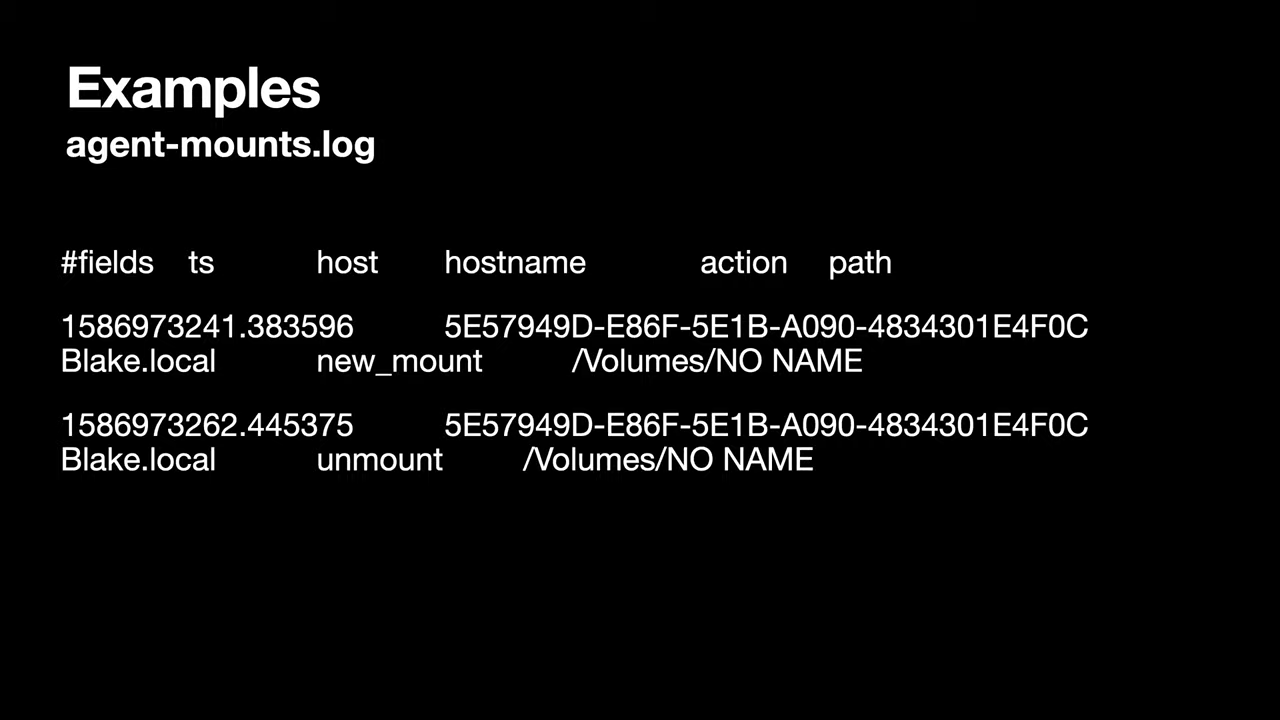 Examples
agent-mounts.log
#fields ts host hostname action path
1586973241.383596 5E57949D-E86F-5E1B-A090-4834301E4F0C
Blake.local new_mount /Volumes/NO NAME
1586973262.445375 5E57949D-E86F-5E1B-A090-4834301E4F0C
Blake.local unmount /Volumes/NO NAME